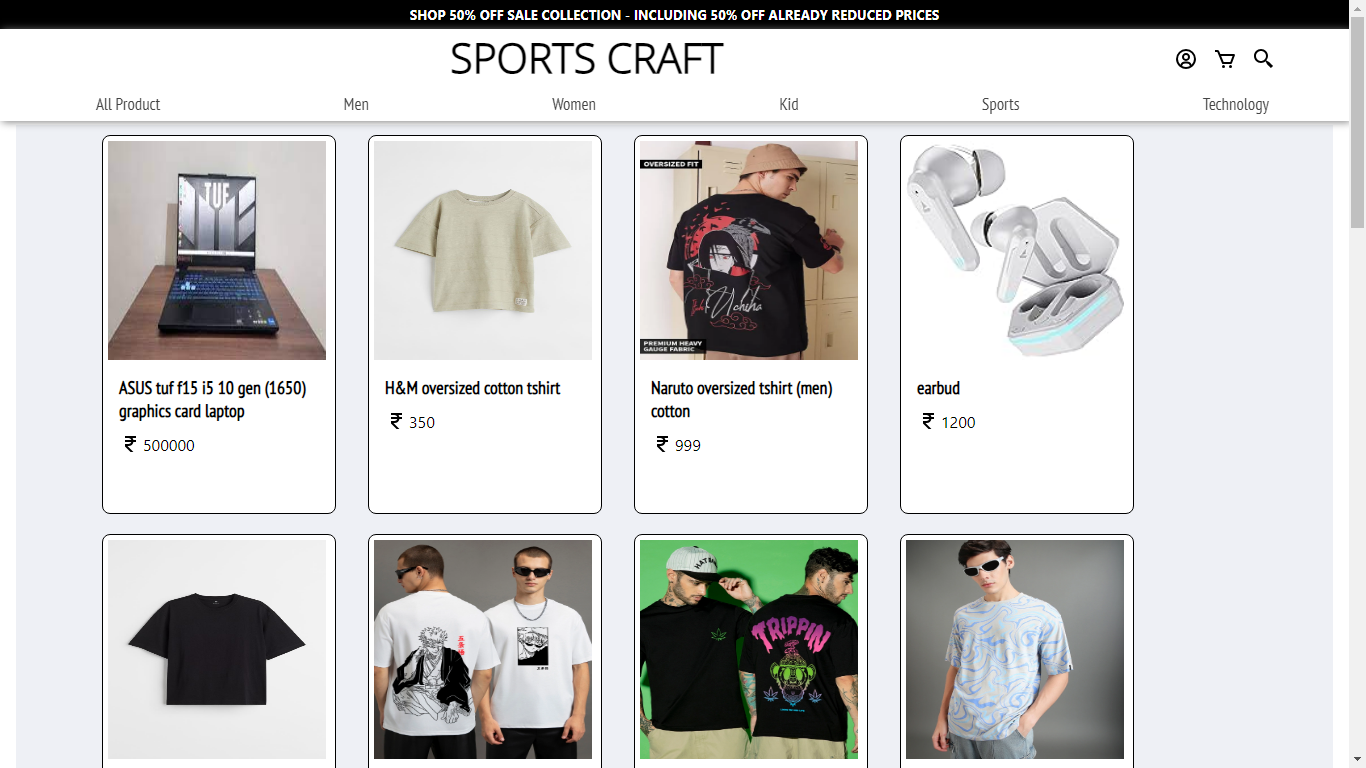 SHOP 50% OFF SALE COLLECTION - INCLUDING 50% OFF ALREADY REDUCED PRICES
SPORTS CRAFT
All Product
Men
Women
Kid
Sports
Technology
TUF
OVERSIZED FIT
Uchiha
PREMIUM HEAVY
GAUGE FABRIC
ASUS tuf f15 i5 10 gen (1650)
graphics card laptop
₹ 500000
H&M oversized cotton tshirt
₹ 350
Naruto oversized tshirt (men)
cotton
₹ 999
earbud
₹ 1200
TRIPPIN